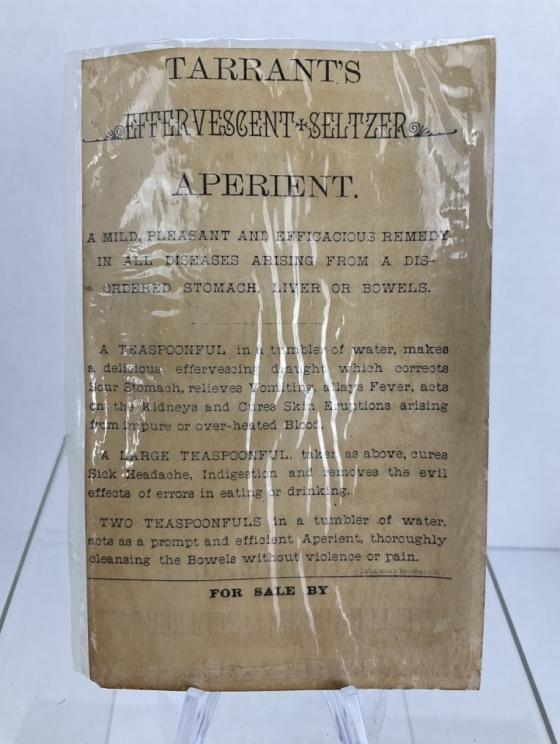 TARRANT'S
EFFERVESCENT SELTZER
APERIENT.
A MILD, PLEASANT AND EFFICACIOUS REMEDY
IN ALL DISEASES ARISING FROM A DIS-
ORDERED STOMACH, LIVER OR BOWELS.
A TEASPOONFUL in a tumbler of water, makes
a delicious effervescing draught which corrects
Sour Stomach, relieves Vomiting, allays Fever, acts
on the Kidneys and Cures Skin Eruptions arising
from impure or over-heated Blood.
A LARGE TEASPOONFUL, taken as above, cures
Sick Headache, Indigestion and removes the evil
effects of errors in eating or drinking.
TWO TEASPOONFULS in a tumbler of water,
acts as a prompt and efficient Aperient, thoroughly
cleansing the Bowels without violence or pain.
FOR SALE BY